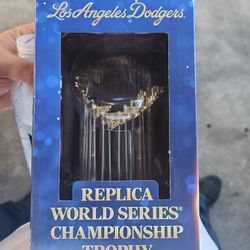 Los Angeles Dodgers
REPLICA
WORLD SERIES®
CHAMPIONSHIP
TROPHY